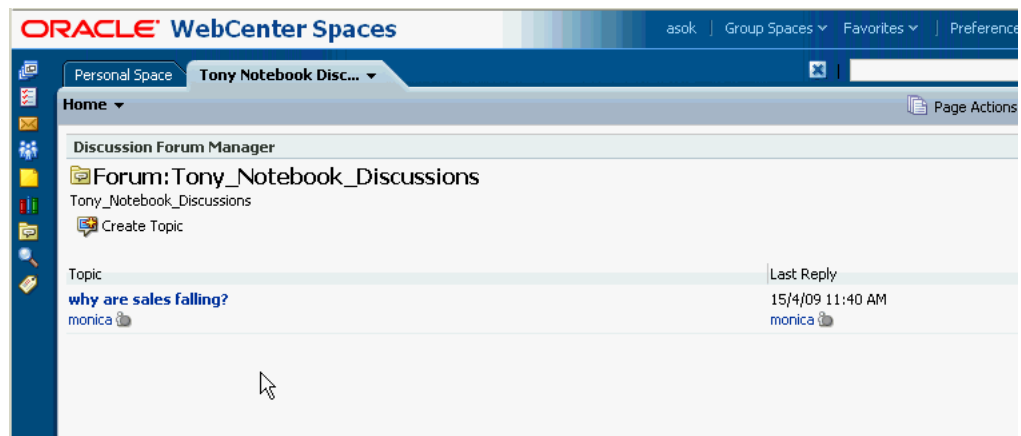 ORACLE WebCenter Spaces
asok | Group Spaces Favorites | Preference
Personal Space Tony Notebook Disc...
Home Page Actions
Discussion Forum Manager
Forum:Tony_Notebook_Discussions
Tony_Notebook_Discussions
Create Topic
Topic Last Reply
why are sales falling? 15/4/09 11:40 AM
monica monica